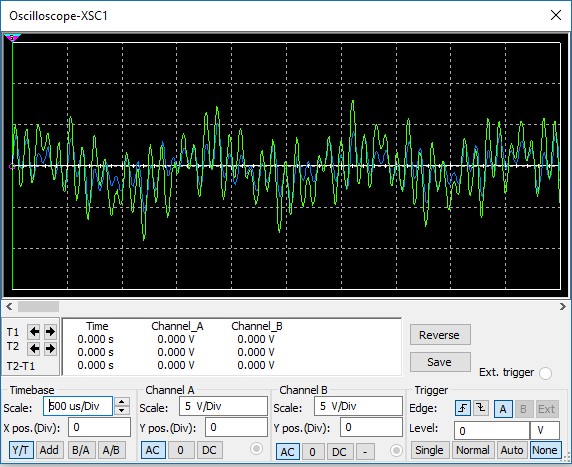 Oscilloscope-XSC1
T1
T2
T2-T1
Time Channel_A Channel_B
0.000 s 0.000 V 0.000 V
0.000 s 0.000 V 0.000 V
0.000 s 0.000 V 0.000 V
Reverse
Save
Ext. trigger
Timebase
Scale: 500 us/Div
X pos.(Div): 0
Y/T Add B/A A/B
Channel A
Scale: 5 V/Div
Y pos.(Div): 0
AC 0 DC
Channel B
Scale: 5 V/Div
Y pos.(Div): 0
AC 0 DC -
Trigger
Edge: A B Ext
Level: 0 V
Single Normal Auto None